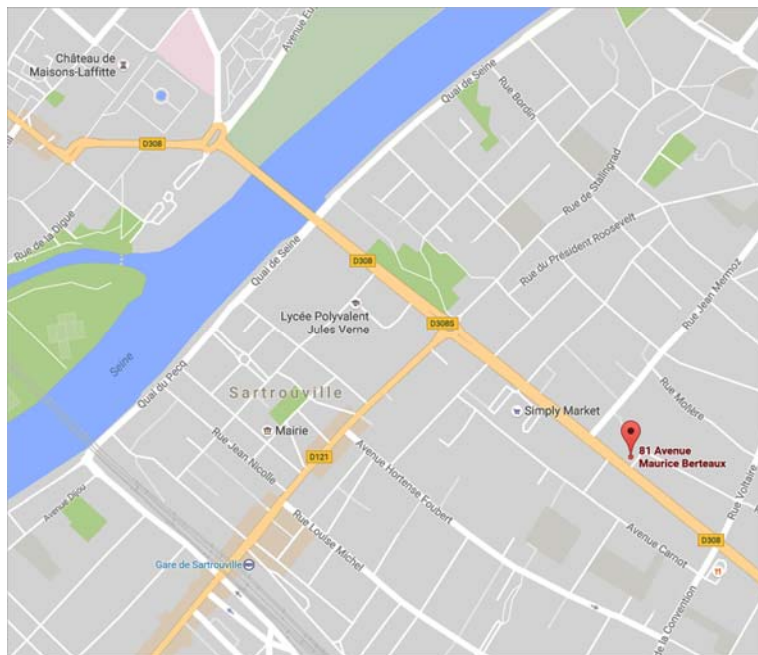 Château de
Maisons-Laffitte
Avenue Eu
Quai de Seine
Rue Bordin
D308
Rue de Stalingrad
Rue de la Digue
Rue du Président Roosevelt
Quai de Seine
D308
Rue Jean Mermoz
Lycée Polyvalent
Jules Verne
D308S
Seine
Quai du Pecq
Sartrouville
Rue Molière
Simply Market
Mairie
81 Avenue
Maurice Berteaux
D121
Rue Jean Nicolle
Avenue Hortense Foubert
Rue Voltaire
Avenue Dijou
Rue Louise Michel
Avenue Carnot
D308
Gare de Sartrouville
de la Convention